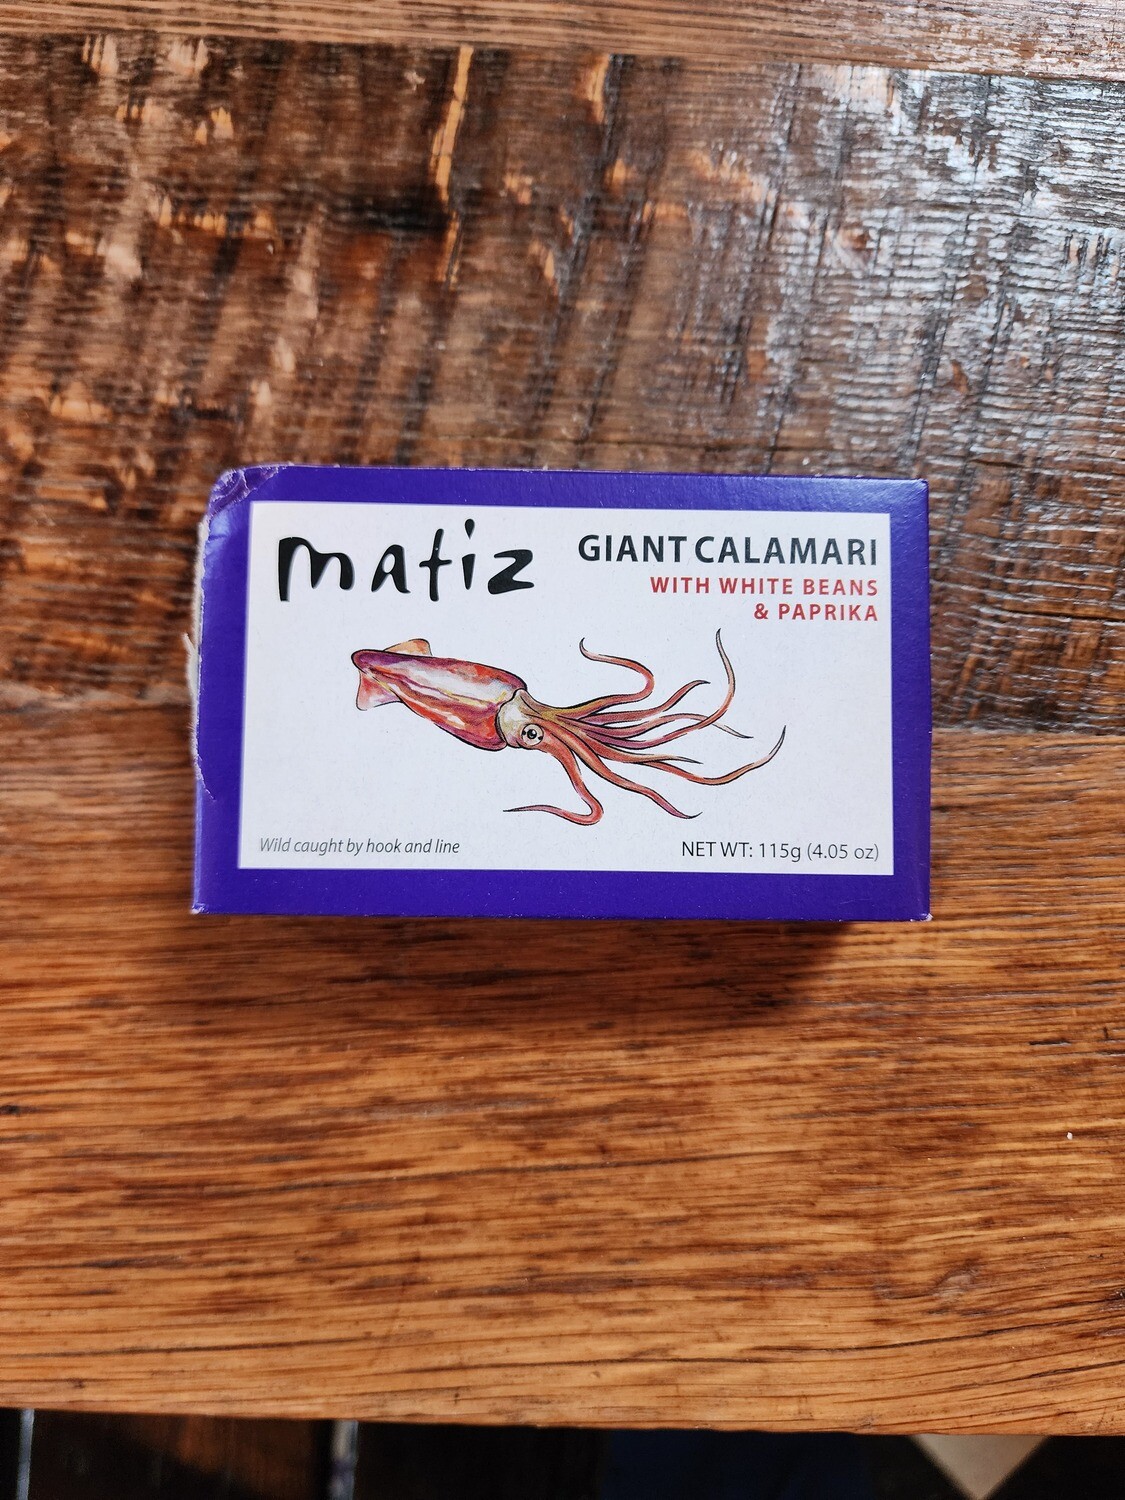 matiz
GIANT CALAMARI
WITH WHITE BEANS
& PAPRIKA
Wild caught by hook and line
NET WT: 115g (4.05 oz)